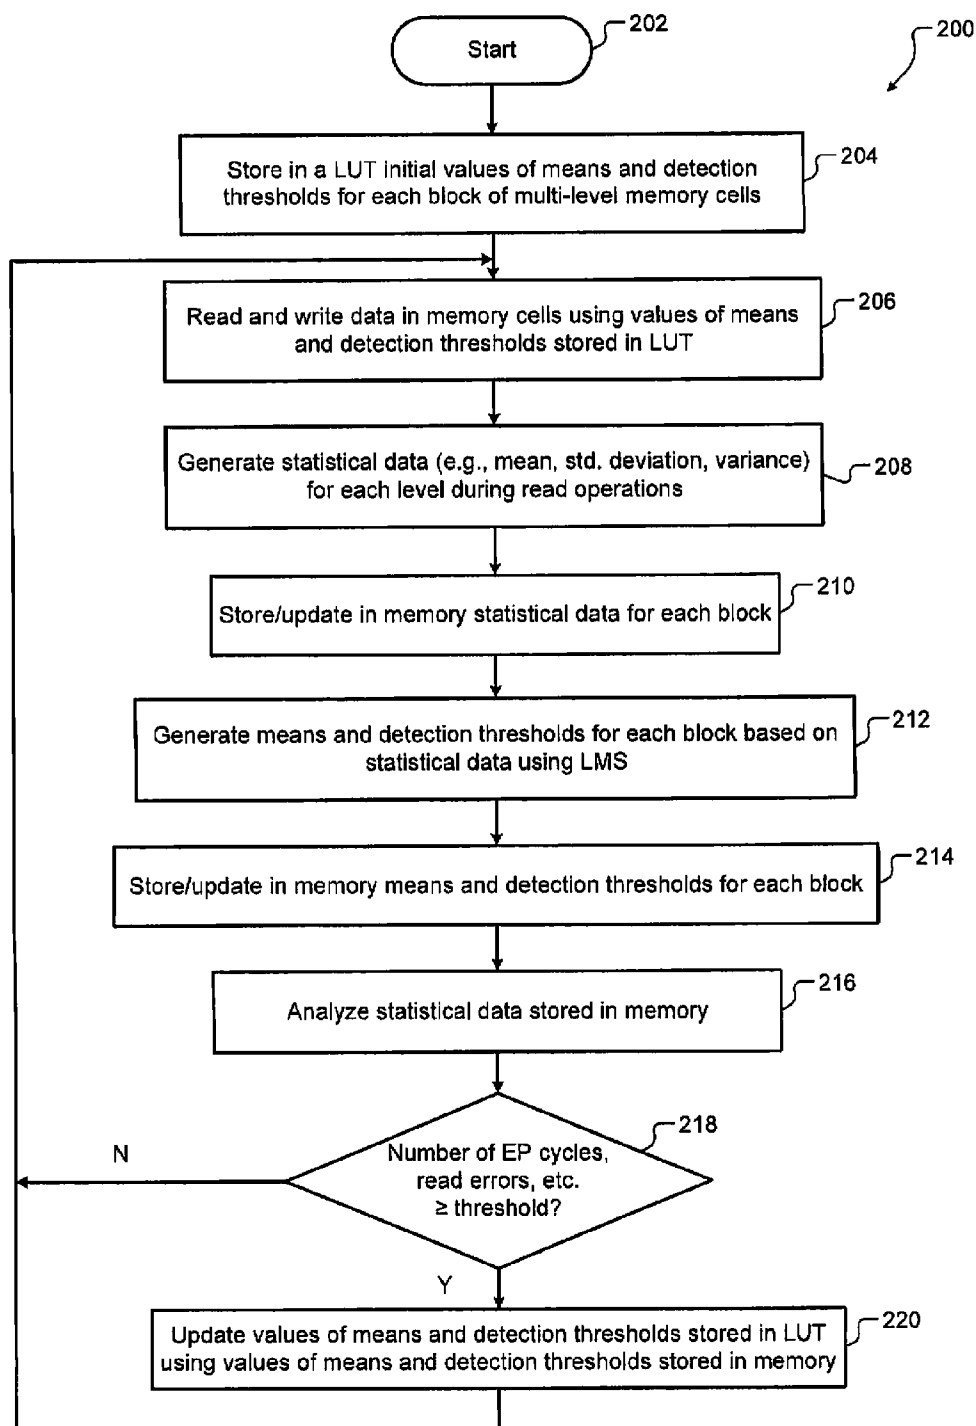 202
200
Start
204
Store in a LUT initial values of means and detection
thresholds for each block of multi-level memory cells
206
Read and write data in memory cells using values of means
and detection thresholds stored in LUT
208
Generate statistical data (e.g., mean, std. deviation, variance)
for each level during read operations
210
Store/update in memory statistical data for each block
212
Generate means and detection thresholds for each block based on
statistical data using LMS
214
Store/update in memory means and detection thresholds for each block
216
Analyze statistical data stored in memory
218
N
Number of EP cycles,
read errors, etc.
≥ threshold?
Y
220
Update values of means and detection thresholds stored in LUT
using values of means and detection thresholds stored in memory